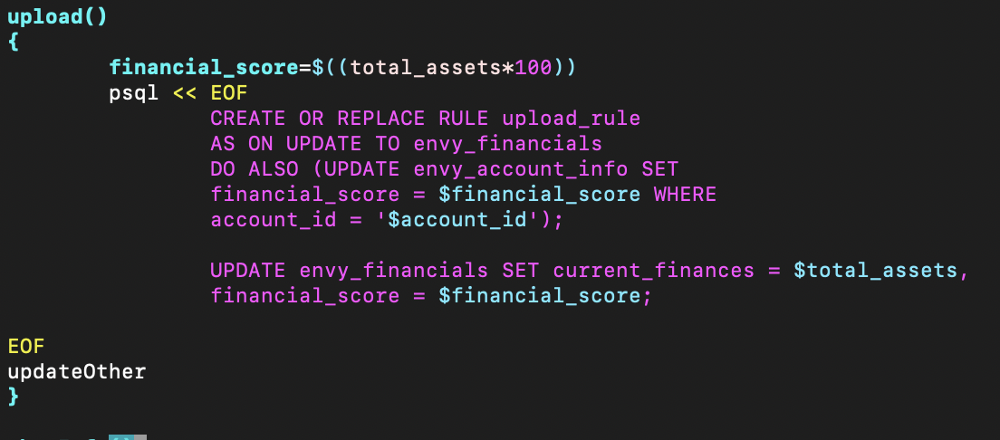 upload()
{
financial_score=$((total_assets*100))
psql << EOF
CREATE OR REPLACE RULE upload_rule
AS ON UPDATE TO envy_financials
DO ALSO (UPDATE envy_account_info SET
financial_score = $financial_score WHERE
account_id = '$account_id');
UPDATE envy_financials SET current_finances = $total_assets,
financial_score = $financial_score;
EOF
updateOther
}